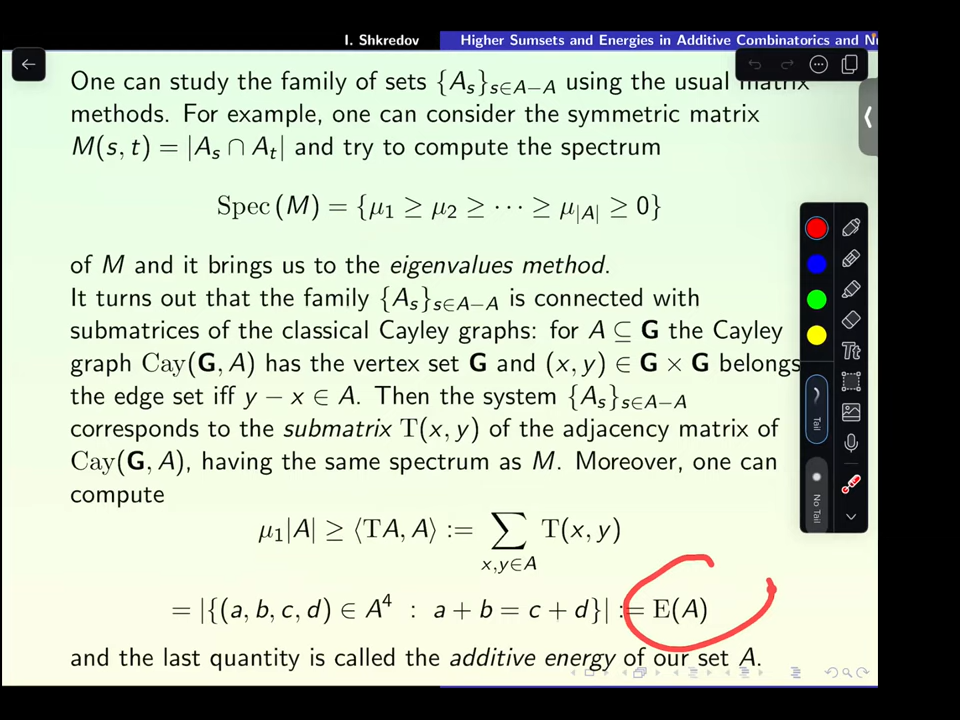 I. Shkredov Higher Sumsets and Energies in Additive Combinatorics and Nu
One can study the family of sets {A_s}_{s∈A−A} using the usual matrix
methods. For example, one can consider the symmetric matrix
M(s, t) = |A_s ∩ A_t| and try to compute the spectrum
Spec (M) = {μ_1 ≥ μ_2 ≥ ⋯ ≥ μ_{|A|} ≥ 0}
of M and it brings us to the eigenvalues method.
It turns out that the family {A_s}_{s∈A−A} is connected with
submatrices of the classical Cayley graphs: for A ⊆ G the Cayley
graph Cay(G, A) has the vertex set G and (x, y) ∈ G × G belongs
the edge set iff y − x ∈ A. Then the system {A_s}_{s∈A−A}
corresponds to the submatrix T(x, y) of the adjacency matrix of
Cay(G, A), having the same spectrum as M. Moreover, one can
compute
μ_1|A| ≥ ⟨TA, A⟩ := ∑_{x,y∈A} T(x, y)
= |{(a, b, c, d) ∈ A^4 : a + b = c + d}| := E(A)
and the last quantity is called the additive energy of our set A.
Tt
Tail
No Tail